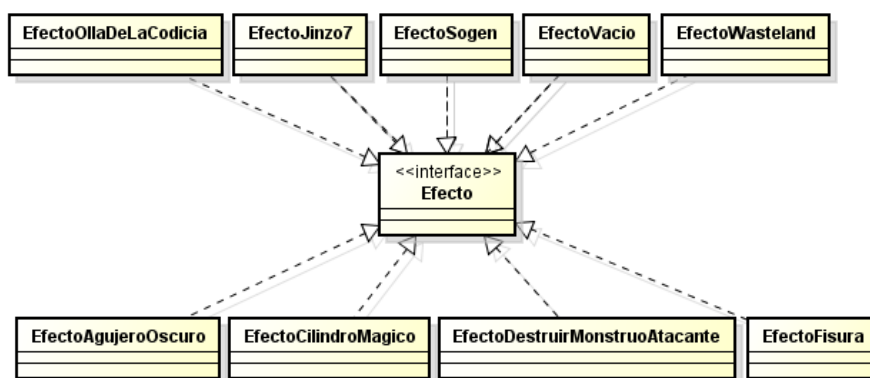 EfectoOllaDeLaCodicia
EfectoJinzo7
EfectoSogen
EfectoVacio
EfectoWasteland
<<interface>>
Efecto
EfectoAgujeroOscuro
EfectoCilindroMagico
EfectoDestruirMonstruoAtacante
EfectoFisura